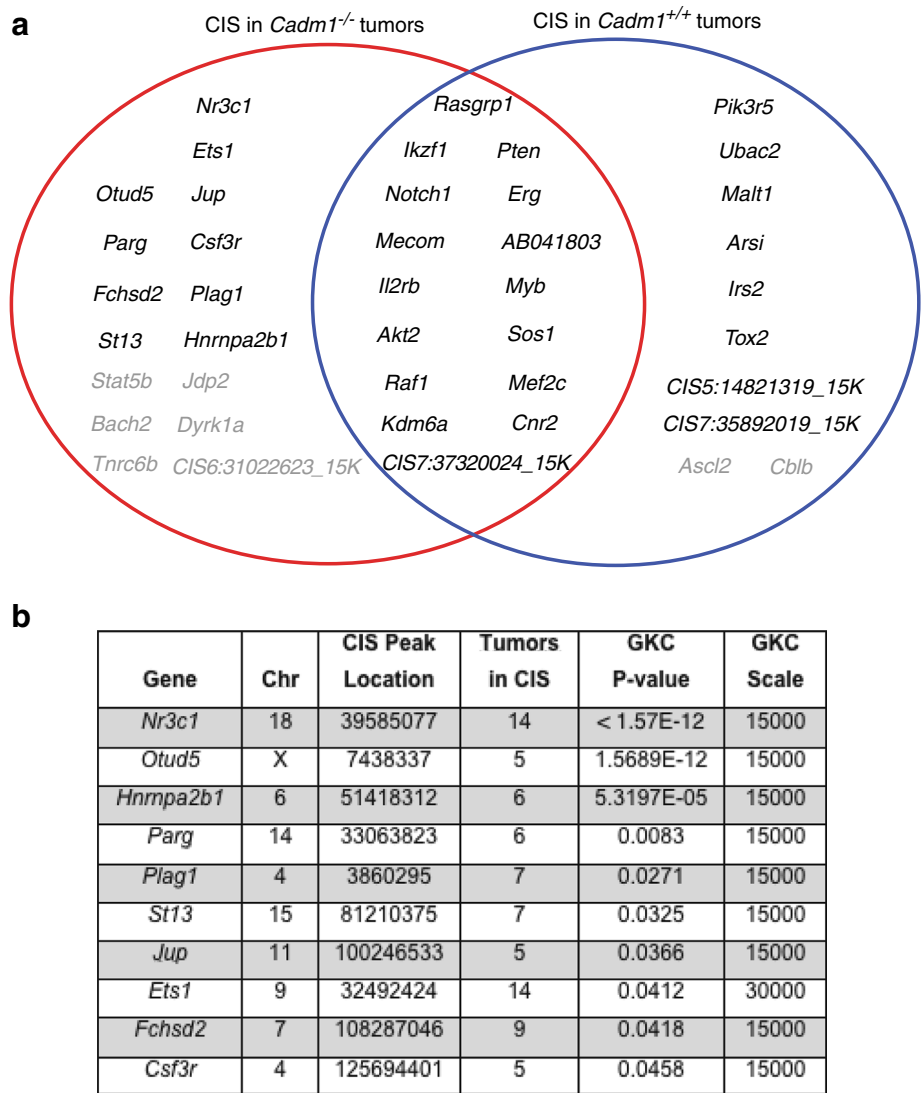 a
CIS in Cadm1-/- tumors
CIS in Cadm1+/+ tumors
Nr3c1
Ets1
Otud5 Jup
Parg Csf3r
Fchsd2 Plag1
St13 Hnrnpa2b1
Stat5b Jdp2
Bach2 Dyrk1a
Tnrc6b CIS6:31022623_15K
Rasgrp1
Ikzf1 Pten
Notch1 Erg
Mecom AB041803
Il2rb Myb
Akt2 Sos1
Raf1 Mef2c
Kdm6a Cnr2
CIS7:37320024_15K
Pik3r5
Ubac2
Malt1
Arsi
Irs2
Tox2
CIS5:14821319_15K
CIS7:35892019_15K
Ascl2 Cblb
b
Gene Chr CIS Peak Location Tumors in CIS GKC P-value GKC Scale
Nr3c1 18 39585077 14 < 1.57E-12 15000
Otud5 X 7438337 5 1.5689E-12 15000
Hnrnpa2b1 6 51418312 6 5.3197E-05 15000
Parg 14 33063823 6 0.0083 15000
Plag1 4 3860295 7 0.0271 15000
St13 15 81210375 7 0.0325 15000
Jup 11 100246533 5 0.0366 15000
Ets1 9 32492424 14 0.0412 30000
Fchsd2 7 108287046 9 0.0418 15000
Csf3r 4 125694401 5 0.0458 15000